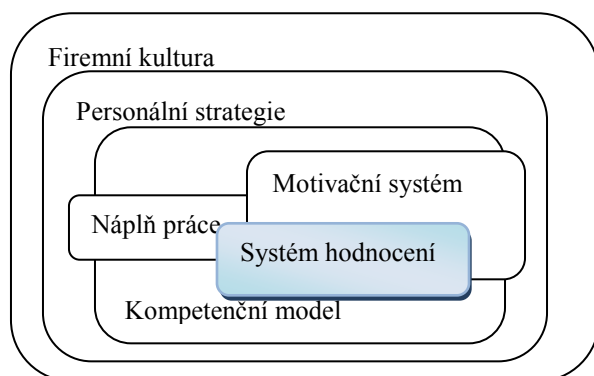 Firemní kultura
Personální strategie
Motivační systém
Náplň práce
Systém hodnocení
Kompetenční model